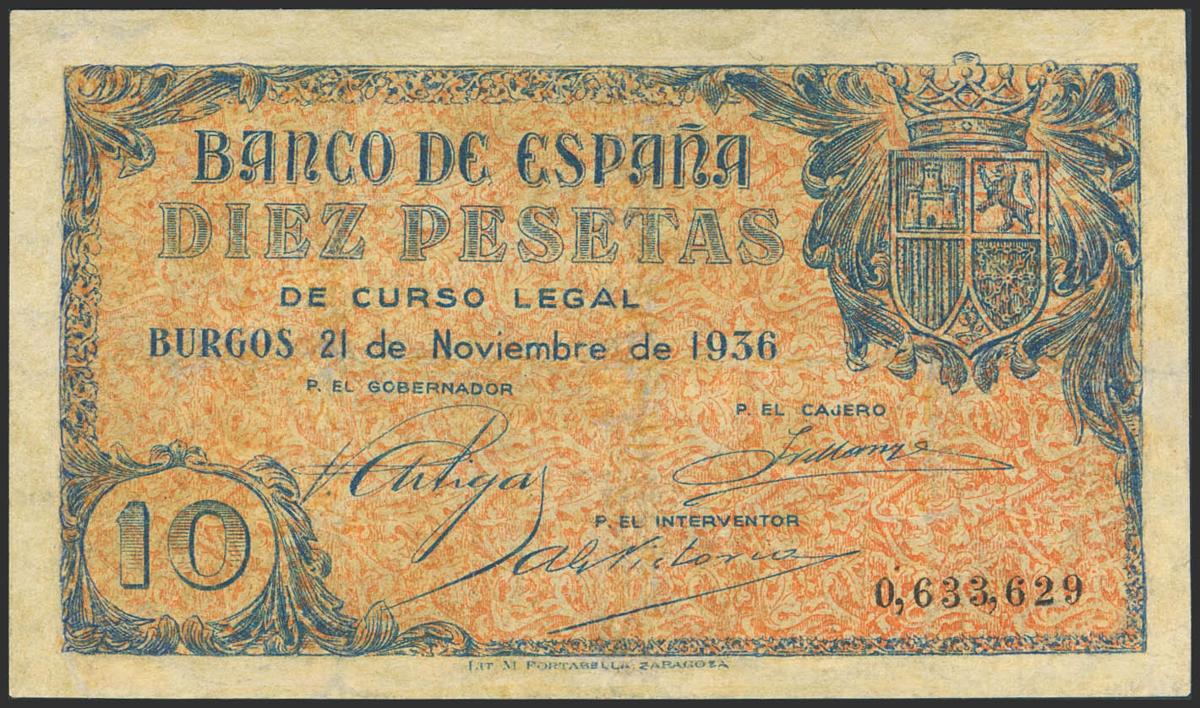 BANCO DE ESPAÑA
DIEZ PESETAS
DE CURSO LEGAL
BURGOS 21 de Noviembre de 1936
P. EL GOBERNADOR
P. EL CAJERO
P. EL INTERVENTOR
10
0,633,629
LIT. M. PORTABELLA, ZARAGOZA